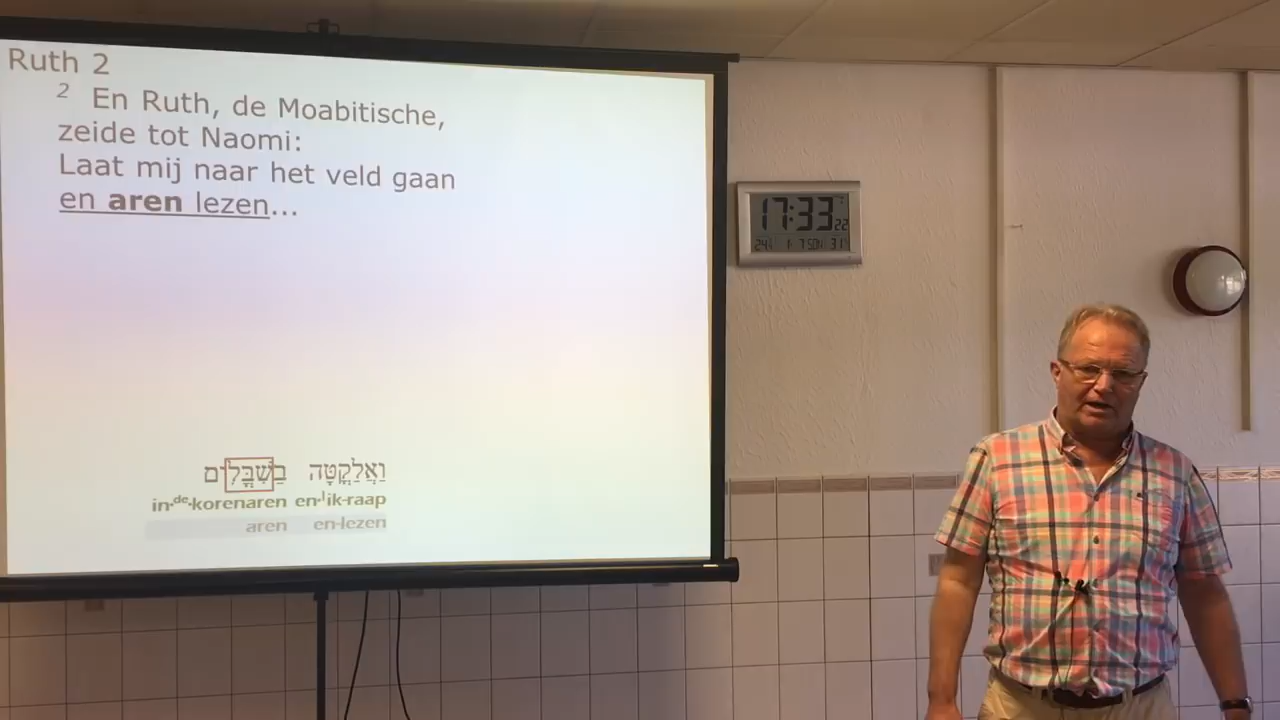 Ruth 2
2 En Ruth, de Moabitische,
zeide tot Naomi:
Laat mij naar het veld gaan
en aren lezen...
וַאֲלַקֳטָּה בַשִּׁבֳּלִים
in-de-korenaren en-ik-raap
aren en-lezen
17:33 22